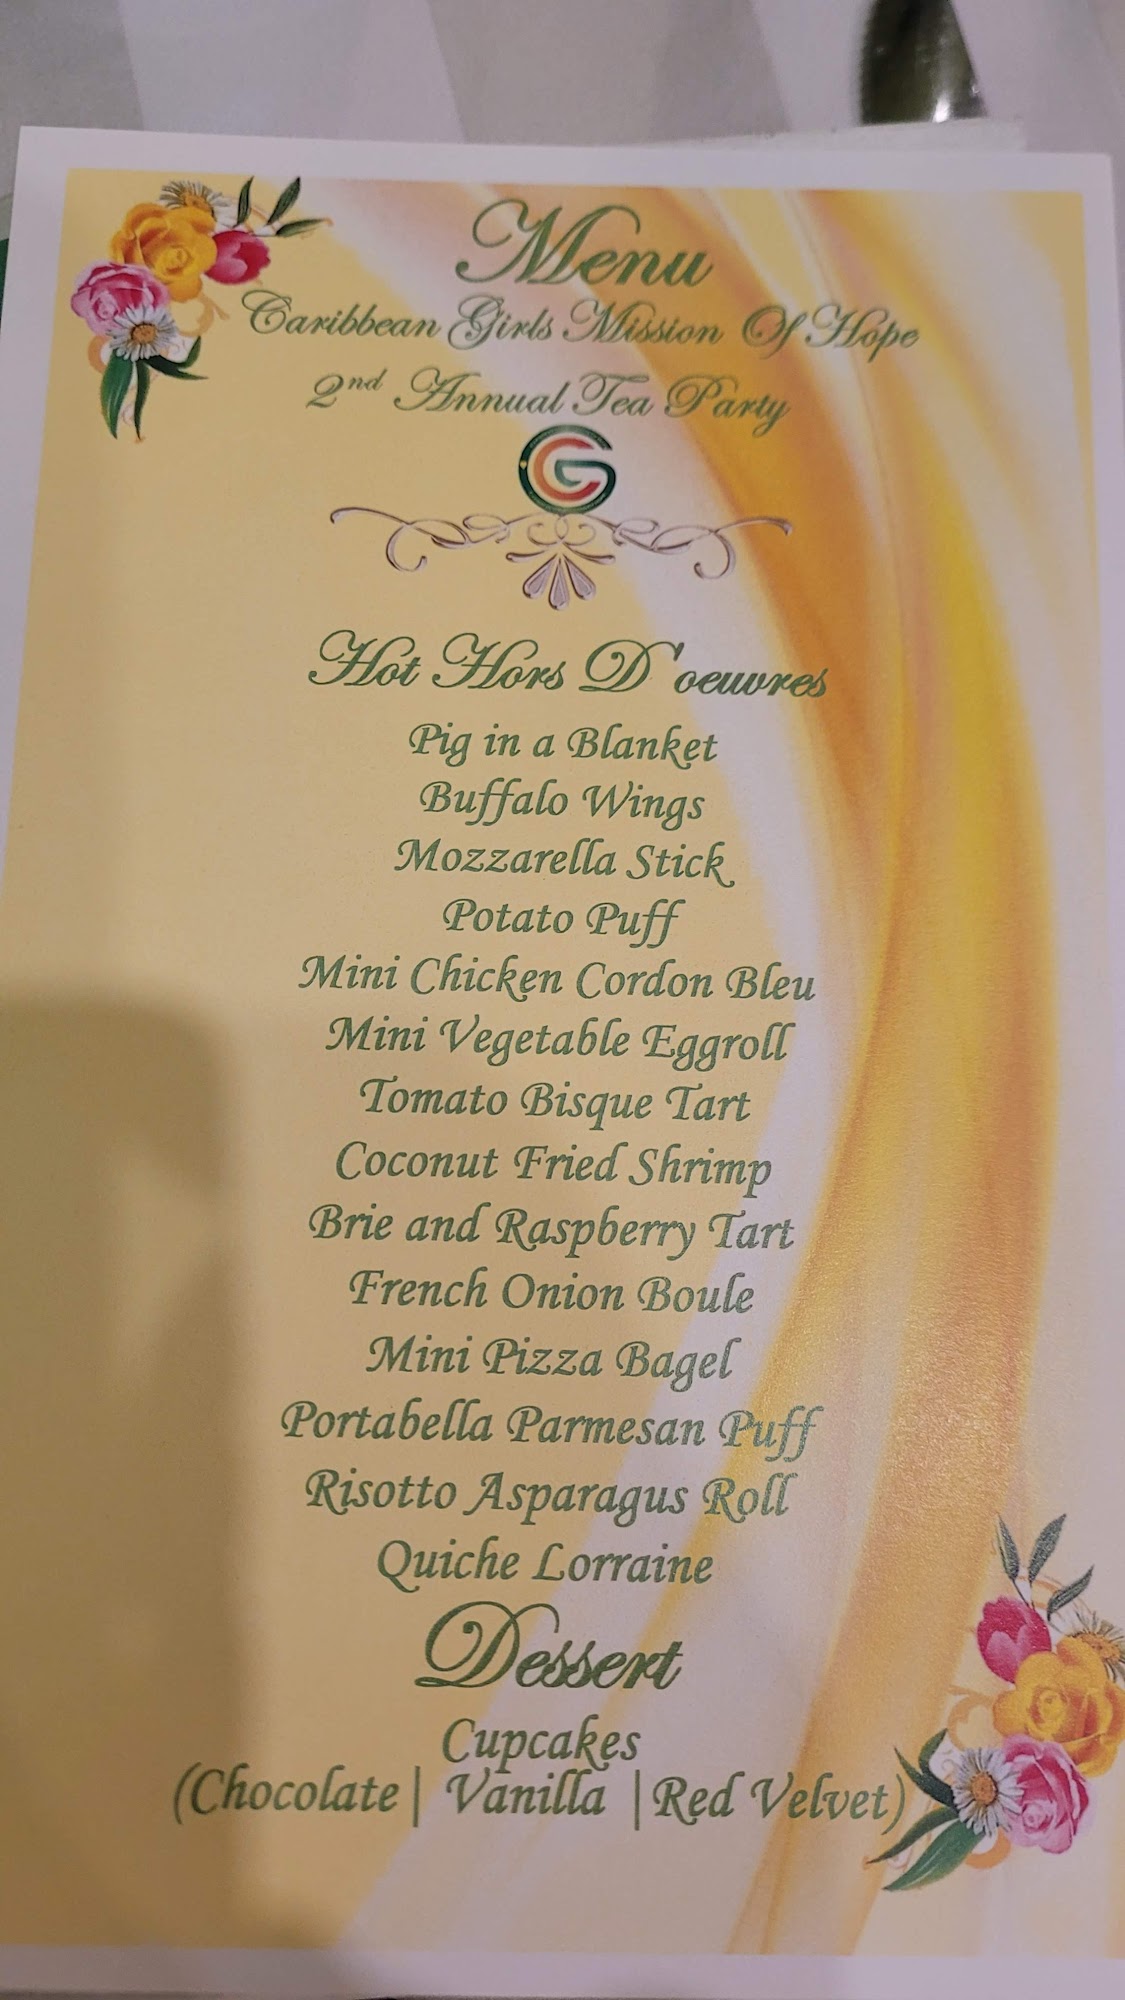 Menu
Caribbean Girls Mission Of Hope
2nd Annual Tea Party
Hot Hors D'oeuvres
Pig in a Blanket
Buffalo Wings
Mozzarella Stick
Potato Puff
Mini Chicken Cordon Bleu
Mini Vegetable Eggroll
Tomato Bisque Tart
Coconut Fried Shrimp
Brie and Raspberry Tart
French Onion Boule
Mini Pizza Bagel
Portabella Parmesan Puff
Risotto Asparagus Roll
Quiche Lorraine
Dessert
Cupcakes
(Chocolate| Vanilla |Red Velvet)